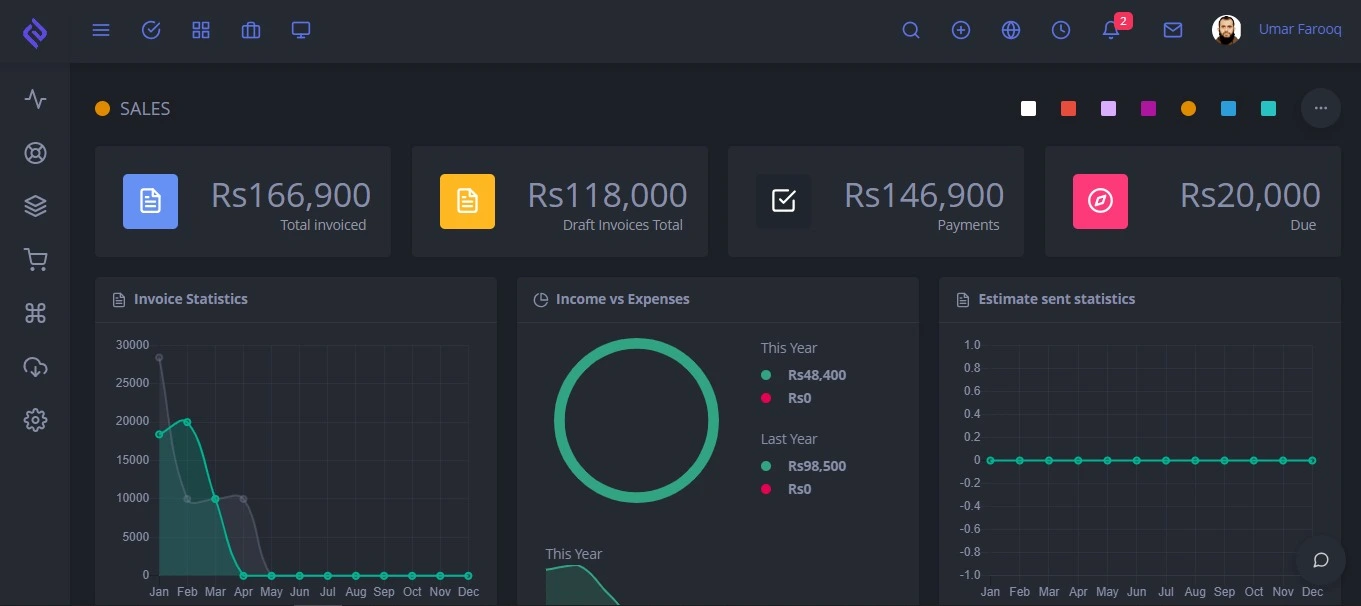 2
Umar Farooq
SALES
Rs166,900
Total invoiced
Rs118,000
Draft Invoices Total
Rs146,900
Payments
Rs20,000
Due
Invoice Statistics
30000
25000
20000
15000
10000
5000
0
Jan Feb Mar Apr May Jun Jul Aug Sep Oct Nov Dec
Income vs Expenses
This Year
Rs48,400
Rs0
Last Year
Rs98,500
Rs0
This Year
Estimate sent statistics
1.0
0.8
0.6
0.4
0.2
0
-0.2
-0.4
-0.6
-0.8
-1.0
Jan Feb Mar Apr May Jun Jul Aug Sep Oct Nov Dec